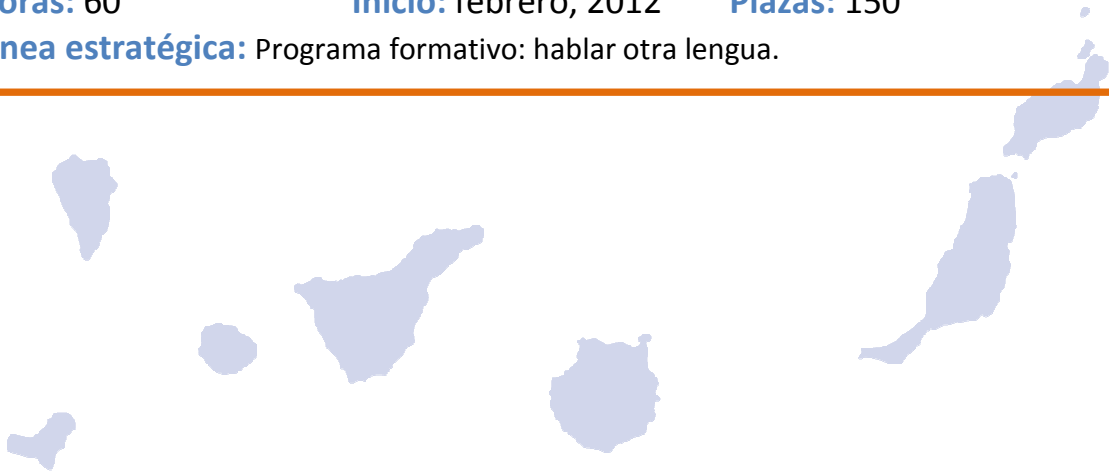 oras: 60 Inicio: febrero, 2012 Plazas: 150
nea estratégica: Programa formativo: hablar otra lengua.